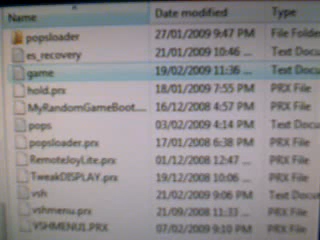 Name Date modified Type
popsloader 27/01/2009 9:47 PM File Folde
es_recovery 21/01/2009 10:46 ... Text Docu
game 19/02/2009 11:36 ... Text Docu
hold.prx 18/01/2009 7:55 PM PRX File
MyRandomGameBoot.... 16/12/2008 4:57 PM PRX File
pops 03/02/2009 4:14 PM Text Docu
popsloader.prx 17/01/2008 6:38 PM PRX File
RemoteJoyLite.prx 01/12/2008 12:47 ... PRX File
TweakDISPLAY.prx 19/12/2008 10:06 ... PRX File
vsh 21/02/2009 9:06 PM Text Docu
vshmenu.prx 21/09/2008 11:33 ... PRX File
VSHMENU1.PRX 07/02/2009 9:10 PM PRX File